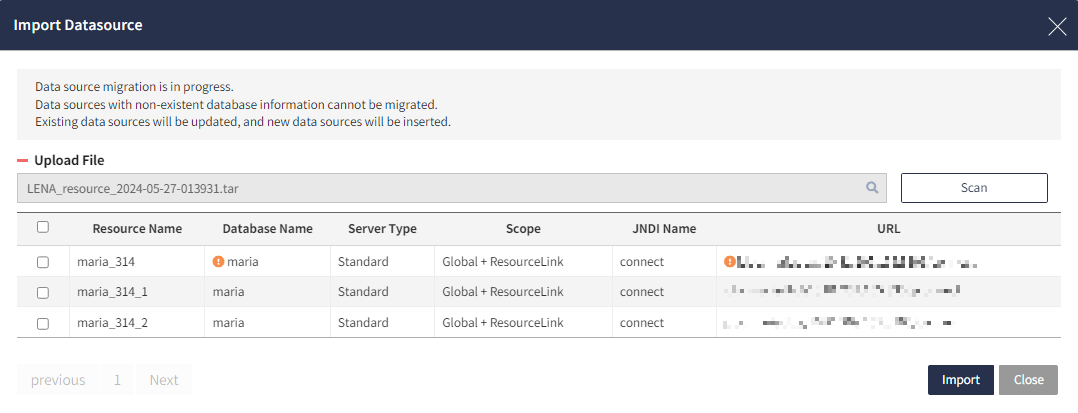 Import Datasource
Data source migration is in progress.
Data sources with non-existent database information cannot be migrated.
Existing data sources will be updated, and new data sources will be inserted.
Upload File
LENA_resource_2024-05-27-013931.tar
Scan
Resource Name Database Name Server Type Scope JNDI Name URL
maria_314 maria Standard Global + ResourceLink connect
maria_314_1 maria Standard Global + ResourceLink connect
maria_314_2 maria Standard Global + ResourceLink connect
previous 1 Next Import Close